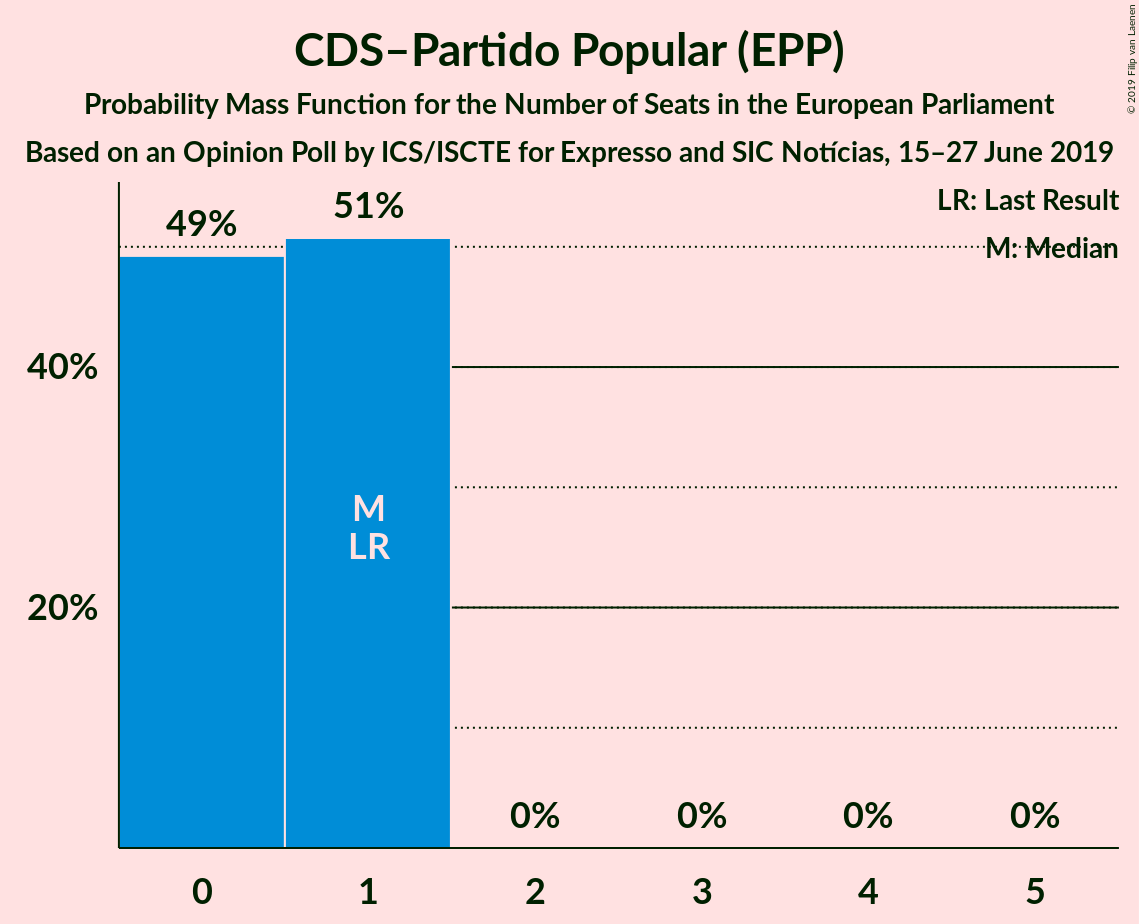 CDS–Partido Popular (EPP)
Probability Mass Function for the Number of Seats in the European Parliament
Based on an Opinion Poll by ICS/ISCTE for Expresso and SIC Notícias, 15–27 June 2019
© 2019 Filip van Laenen
LR: Last Result
M: Median
49%
51%
40%
20%
M
LR
0%
0%
0%
0%
0
1
2
3
4
5